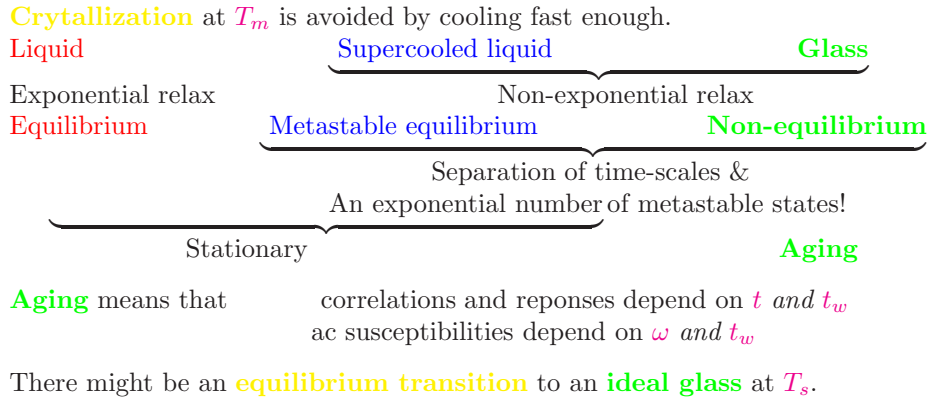 Crytallization at T_m is avoided by cooling fast enough.
Liquid Supercooled liquid Glass
Exponential relax Non-exponential relax
Equilibrium Metastable equilibrium Non-equilibrium
Separation of time-scales &
An exponential number of metastable states!
Stationary Aging
Aging means that correlations and reponses depend on t and t_w
ac susceptibilities depend on ω and t_w
There might be an equilibrium transition to an ideal glass at T_s.